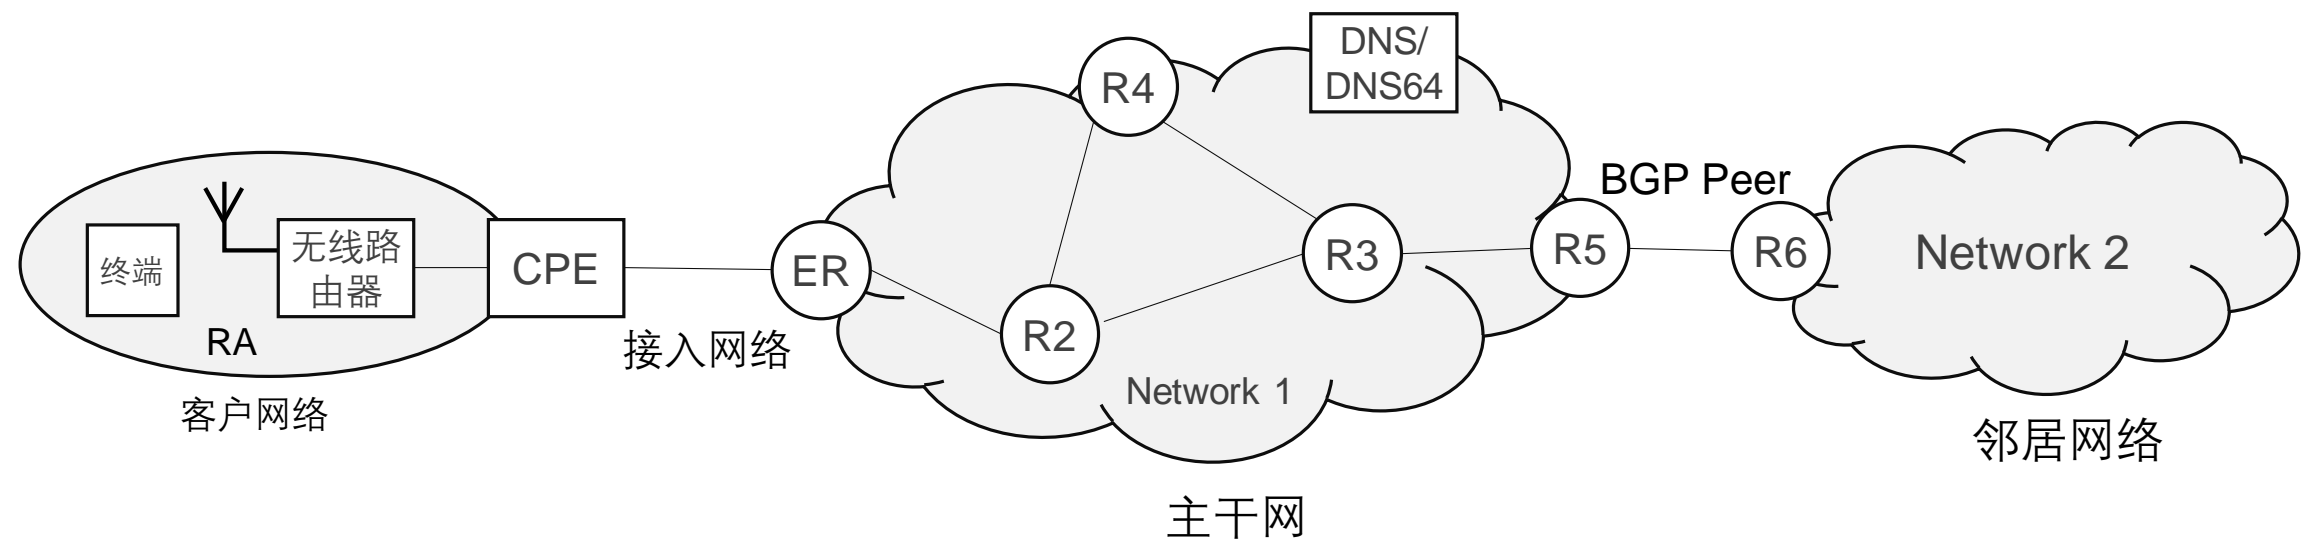 终端
无线路
由器
RA
客户网络
CPE
接入网络
ER
R4
R2
R3
DNS/
DNS64
Network 1
主干网
R5
BGP Peer
R6
Network 2
邻居网络